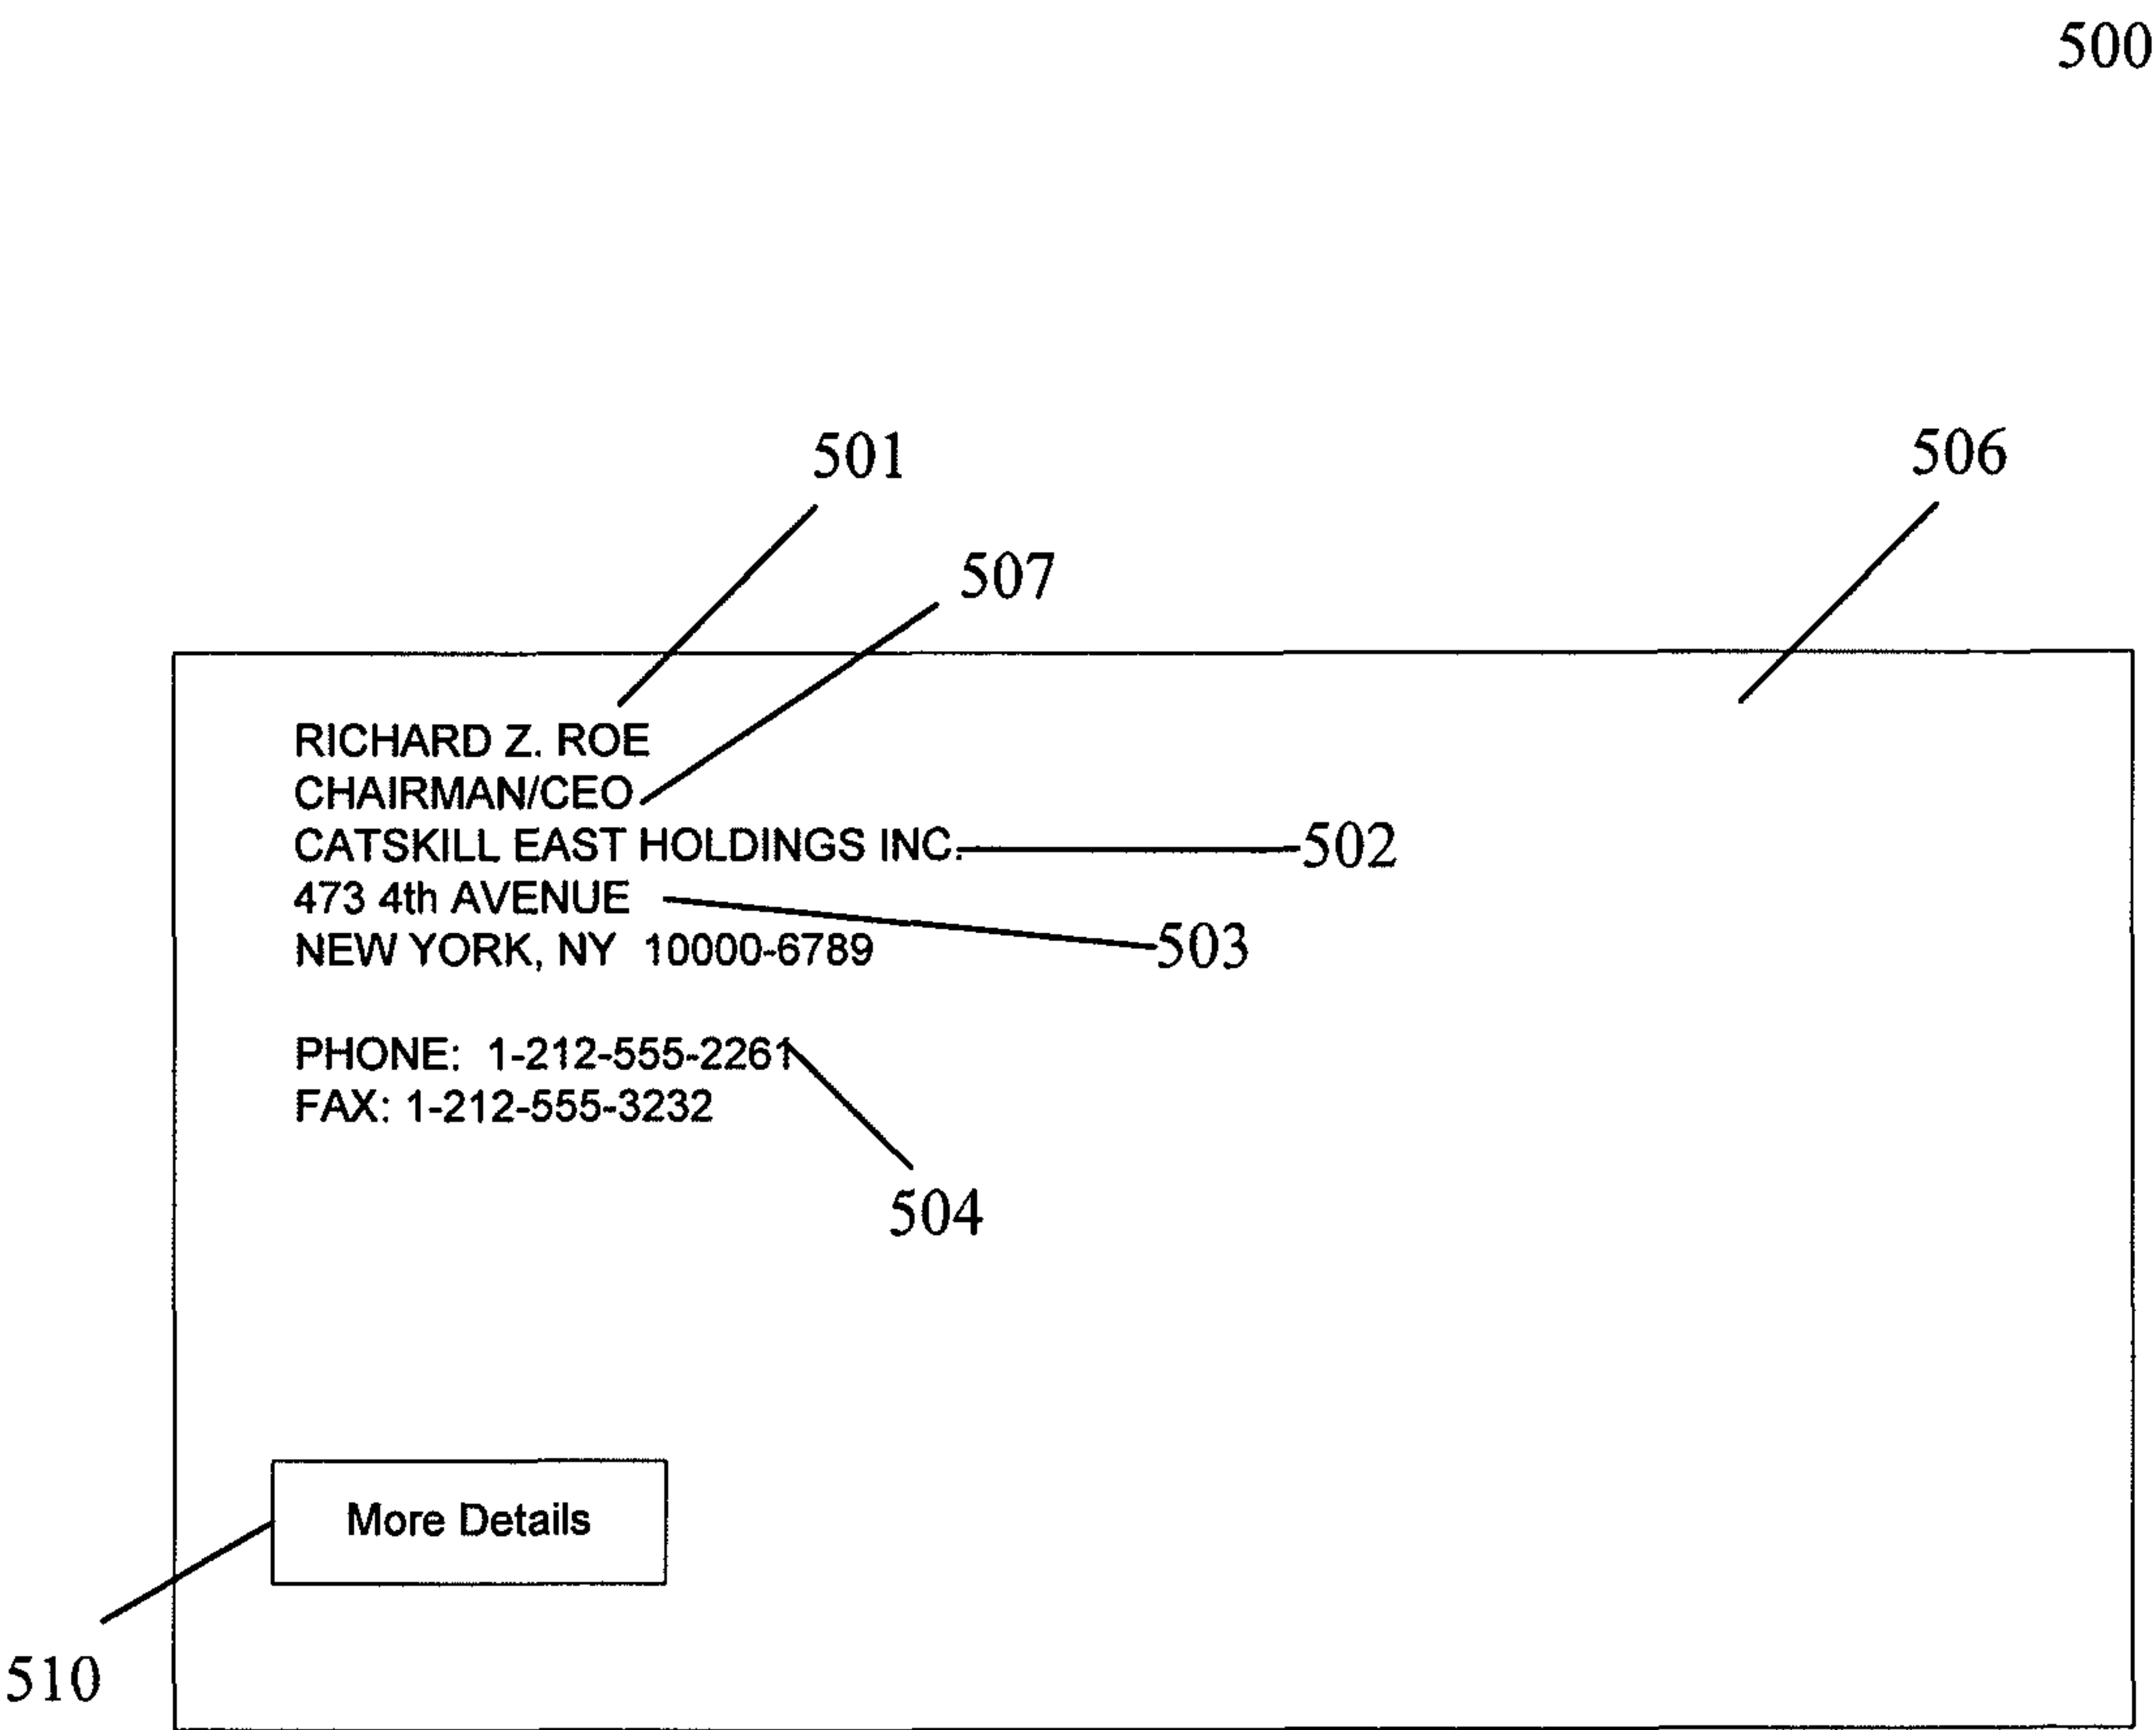 500
501
506
507
RICHARD Z. ROE
CHAIRMAN/CEO
CATSKILL EAST HOLDINGS INC.
502
473 4th AVENUE
NEW YORK, NY 10000-6789
503
PHONE: 1-212-555-2261
FAX: 1-212-555-3232
504
More Details
510